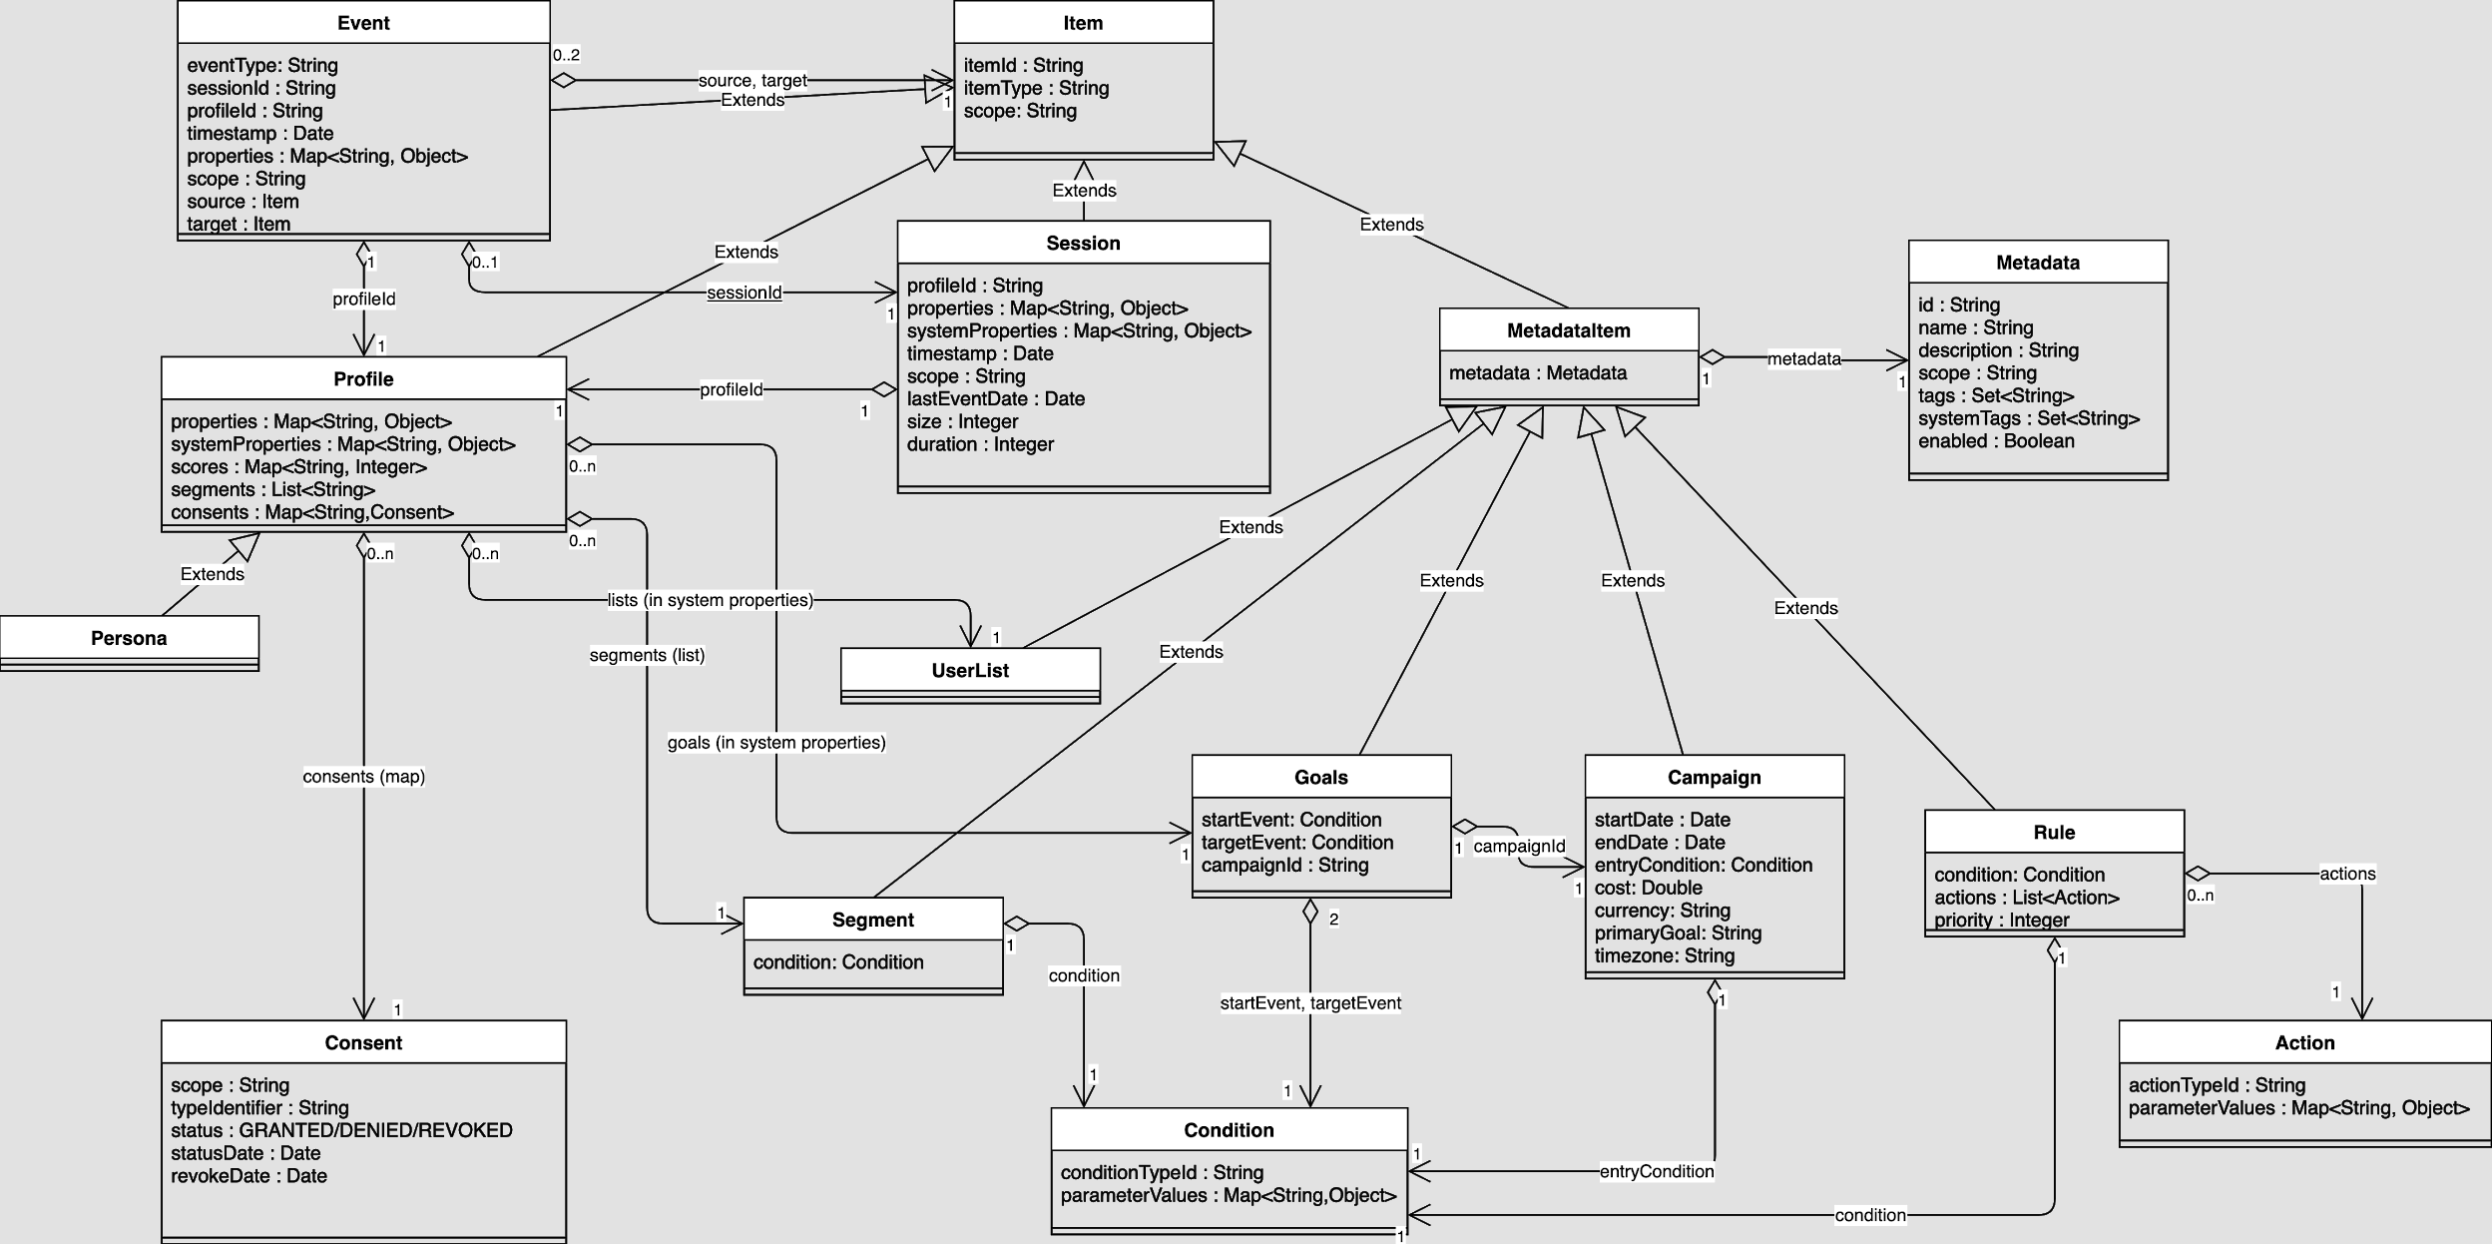 Event
eventType: String
sessionId : String
profileId : String
timestamp : Date
properties : Map<String, Object>
scope : String
source : Item
target : Item
0..2
source, target
Extends
1
Item
itemId : String
itemType : String
scope: String
1
profileId
1
0..1
sessionId
1
Extends
Extends
Extends
Session
profileId : String
properties : Map<String, Object>
systemProperties : Map<String, Object>
timestamp : Date
scope : String
lastEventDate : Date
size : Integer
duration : Integer
MetadataItem
metadata : Metadata
1
metadata
1
Metadata
id : String
name : String
description : String
scope : String
tags : Set<String>
systemTags : Set<String>
enabled : Boolean
Profile
properties : Map<String, Object>
systemProperties : Map<String, Object>
scores : Map<String, Integer>
segments : List<String>
consents : Map<String,Consent>
1
profileId
1
0..n
0..n
0..n
0..n
Extends
Persona
lists (in system properties)
1
segments (list)
UserList
goals (in system properties)
consents (map)
Extends
Extends
Extends
Extends
Extends
Goals
startEvent: Condition
targetEvent: Condition
campaignId : String
1
1
campaignId
1
Campaign
startDate : Date
endDate : Date
entryCondition: Condition
cost: Double
currency: String
primaryGoal: String
timezone: String
Rule
condition: Condition
actions : List<Action>
priority : Integer
0..n
actions
1
1
Segment
condition: Condition
1
1
condition
1
2
startEvent, targetEvent
1
1
1
entryCondition
condition
1
1
Consent
scope : String
typeIdentifier : String
status : GRANTED/DENIED/REVOKED
statusDate : Date
revokeDate : Date
Condition
conditionTypeId : String
parameterValues : Map<String,Object>
Action
actionTypeId : String
parameterValues : Map<String, Object>